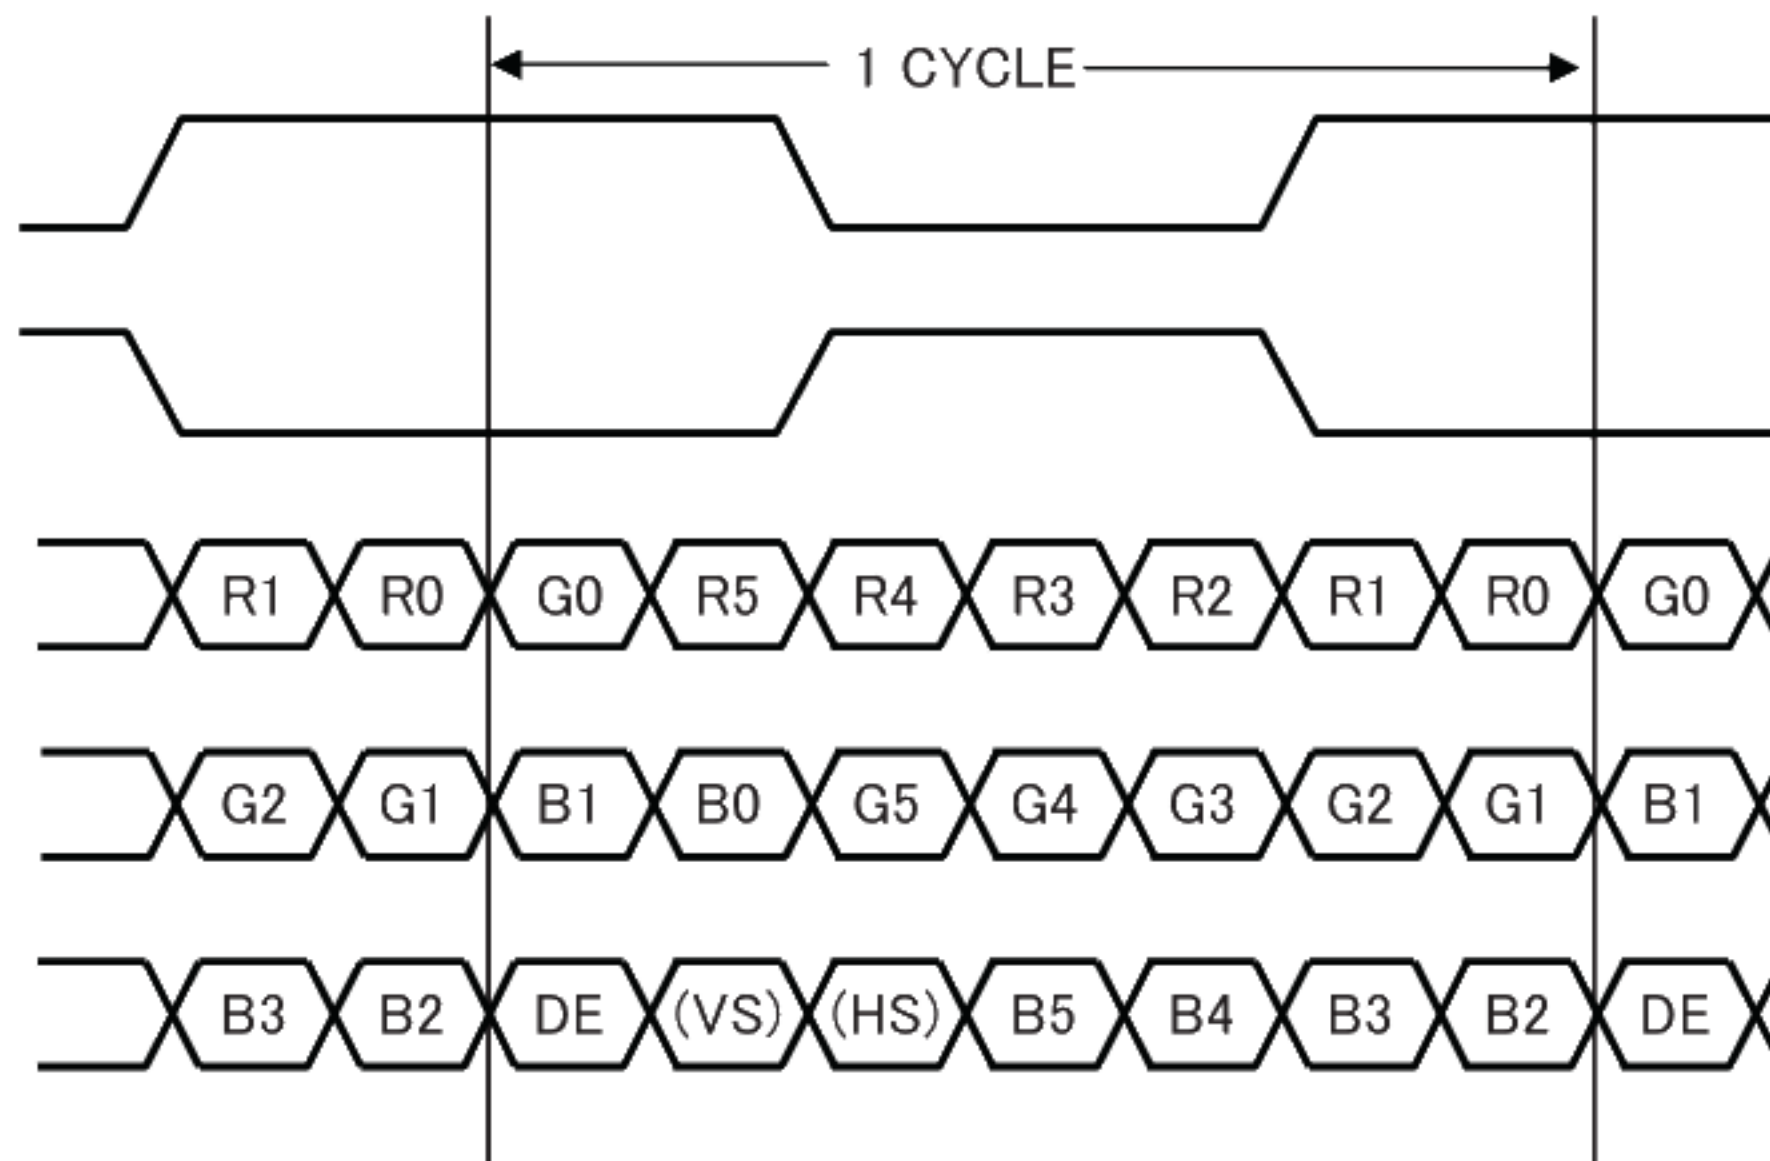 1 CYCLE
R1 R0 G0 R5 R4 R3 R2 R1 R0 G0
G2 G1 B1 B0 G5 G4 G3 G2 G1 B1
B3 B2 DE (VS) (HS) B5 B4 B3 B2 DE